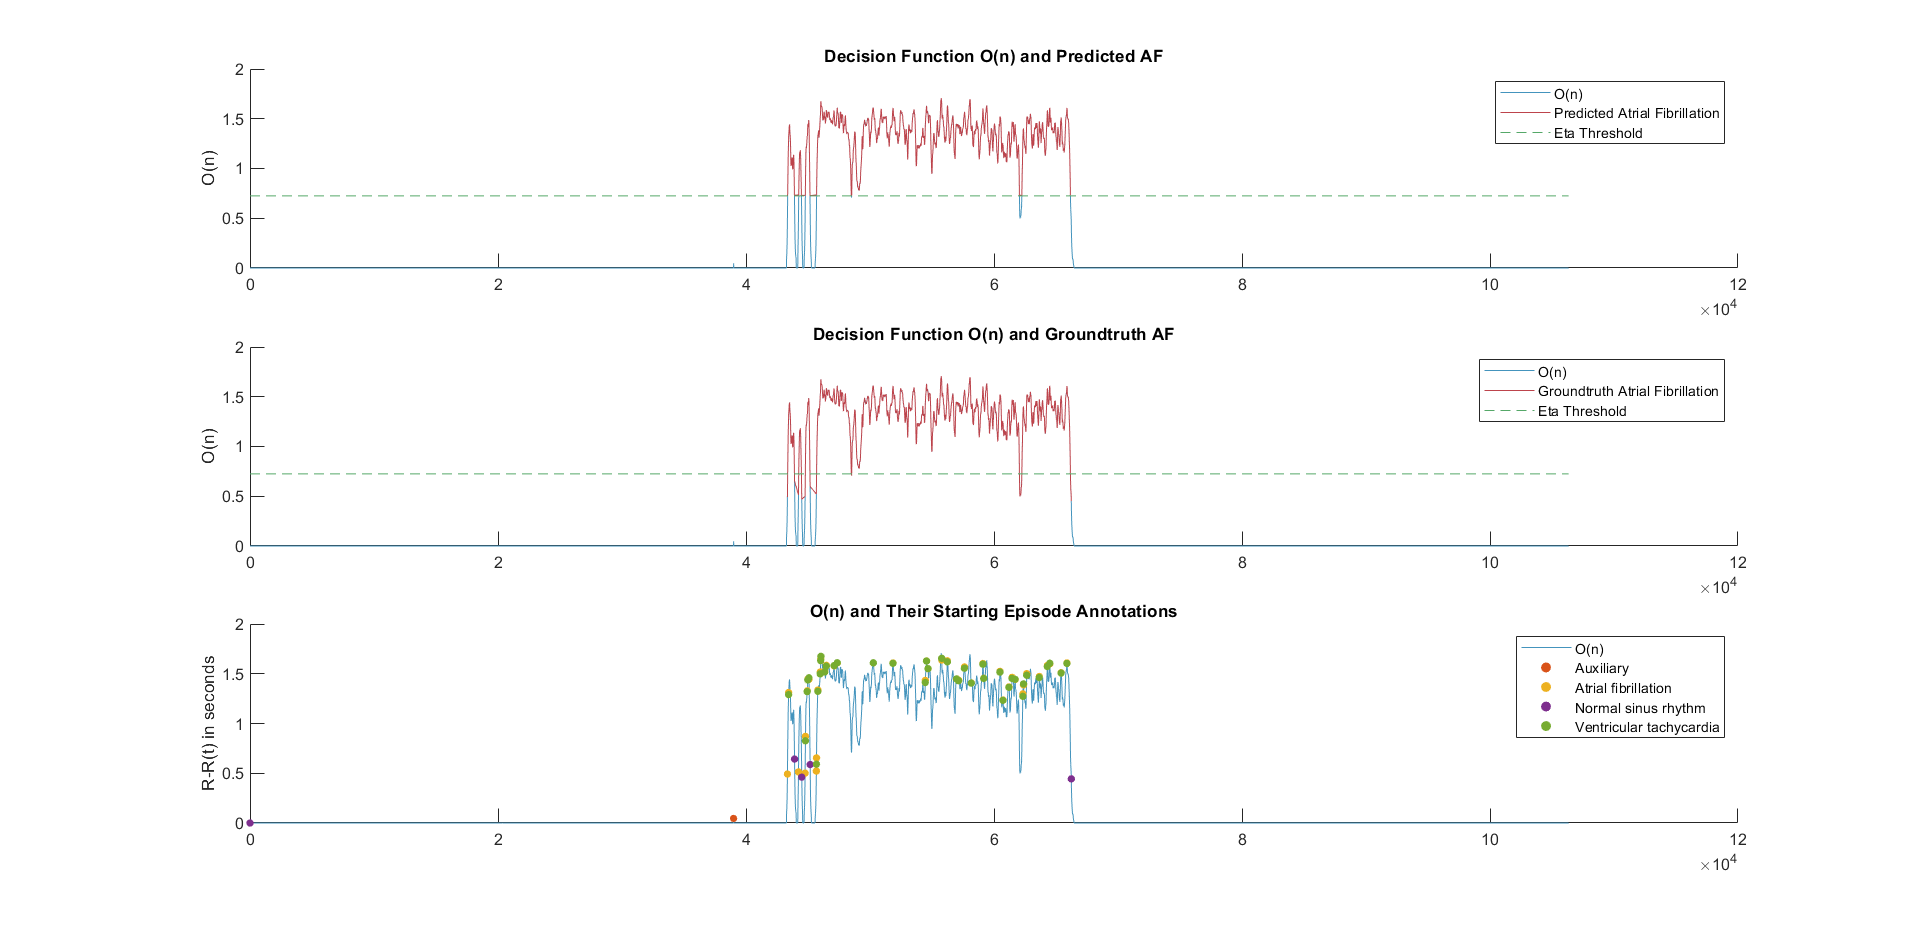 Decision Function O(n) and Predicted AF
2
1.5
1
0.5
0
O(n)
0 2 4 6 8 10 12
×10^4
O(n)
Predicted Atrial Fibrillation
Eta Threshold
Decision Function O(n) and Groundtruth AF
2
1.5
1
0.5
0
O(n)
0 2 4 6 8 10 12
×10^4
O(n)
Groundtruth Atrial Fibrillation
Eta Threshold
O(n) and Their Starting Episode Annotations
2
1.5
1
0.5
0
R-R(t) in seconds
0 2 4 6 8 10 12
×10^4
O(n)
Auxiliary
Atrial fibrillation
Normal sinus rhythm
Ventricular tachycardia